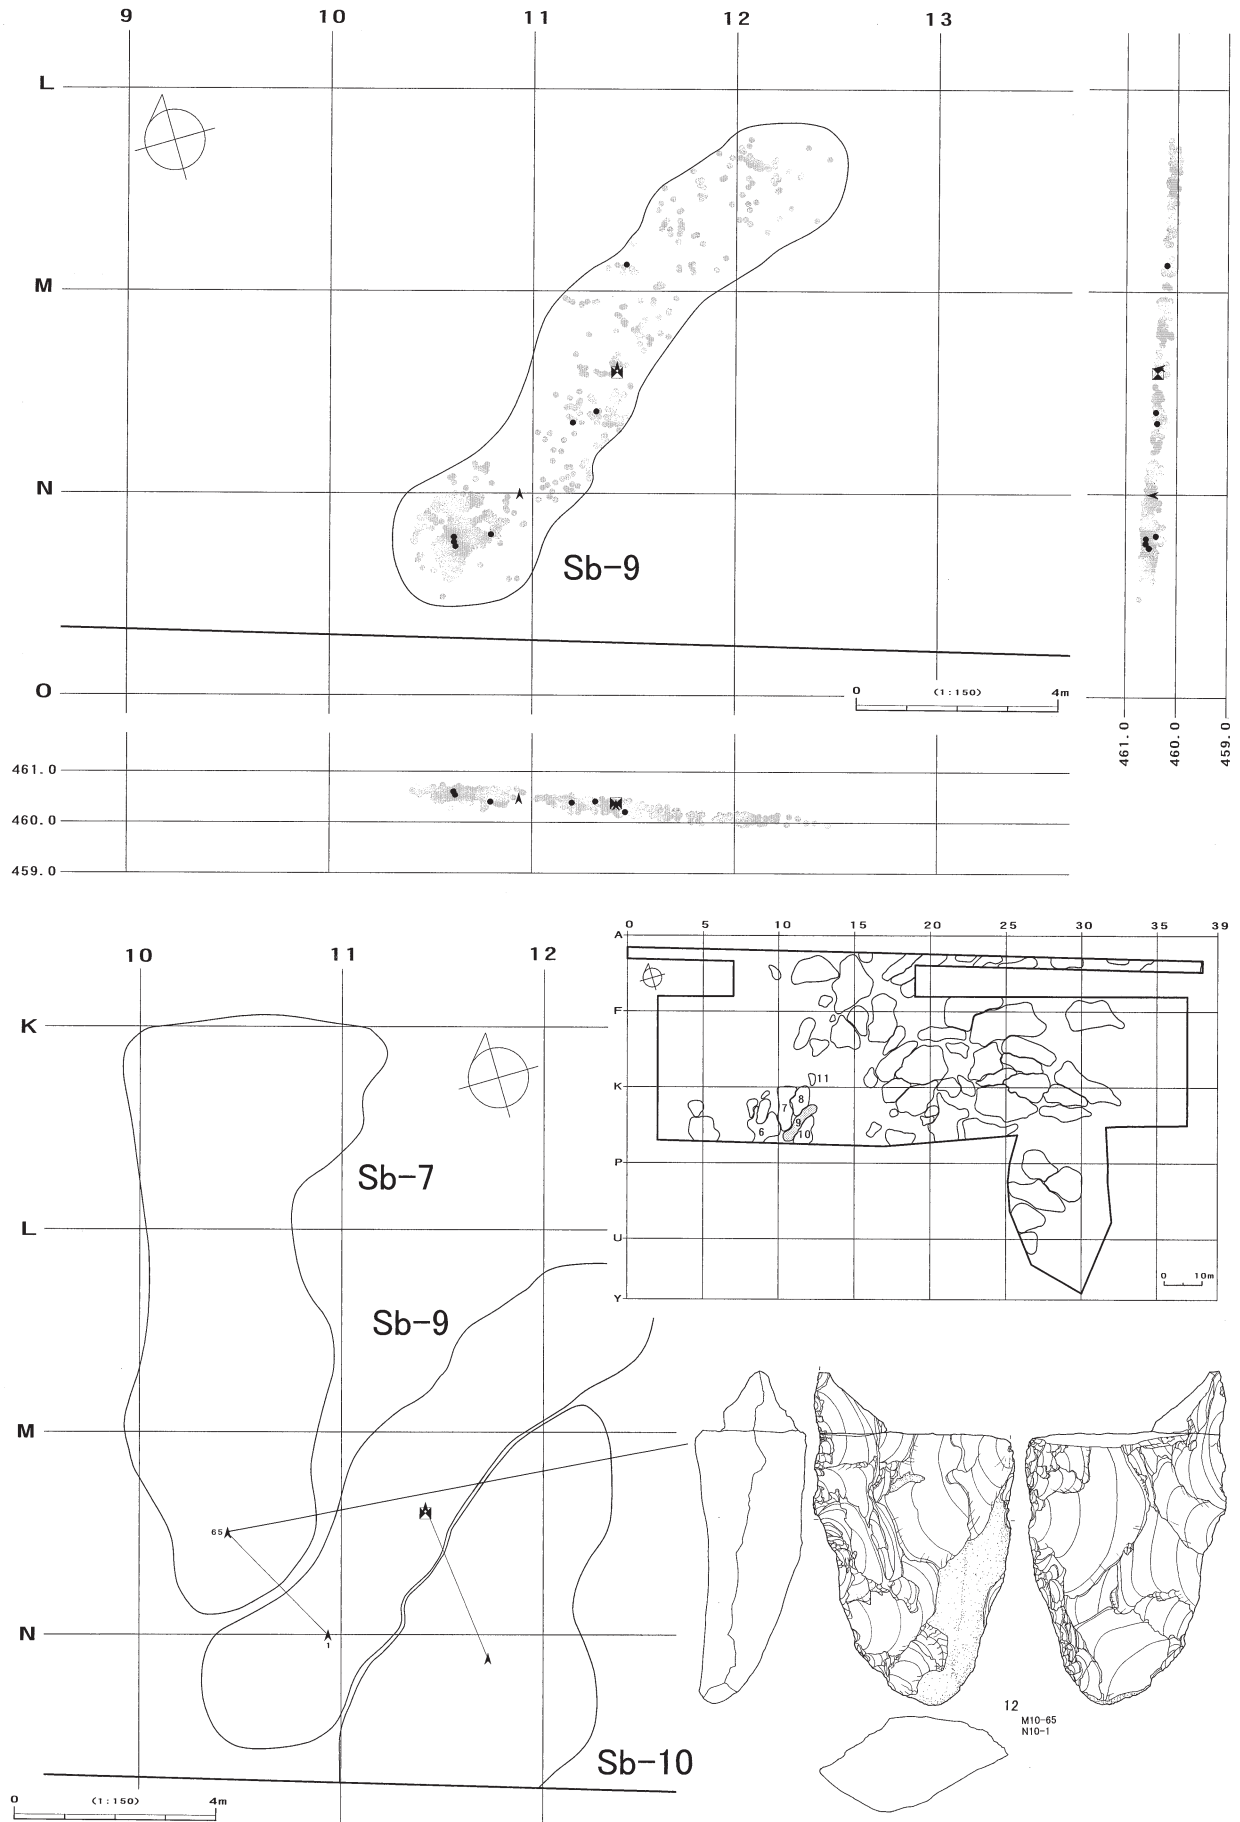 9 10 11 12 13
L
M
N
Sb-9
O
0 (1:150) 4m
461.0 460.0 459.0
461.0
460.0
459.0
10 11 12
K
Sb-7
L
Sb-9
M
65
N
1
Sb-10
0 (1:150) 4m
0 5 10 15 20 25 30 35 39
A
F
K
11
7 8
6 9
10
P
U
Y
0 10m
12
M10-65
N10-1